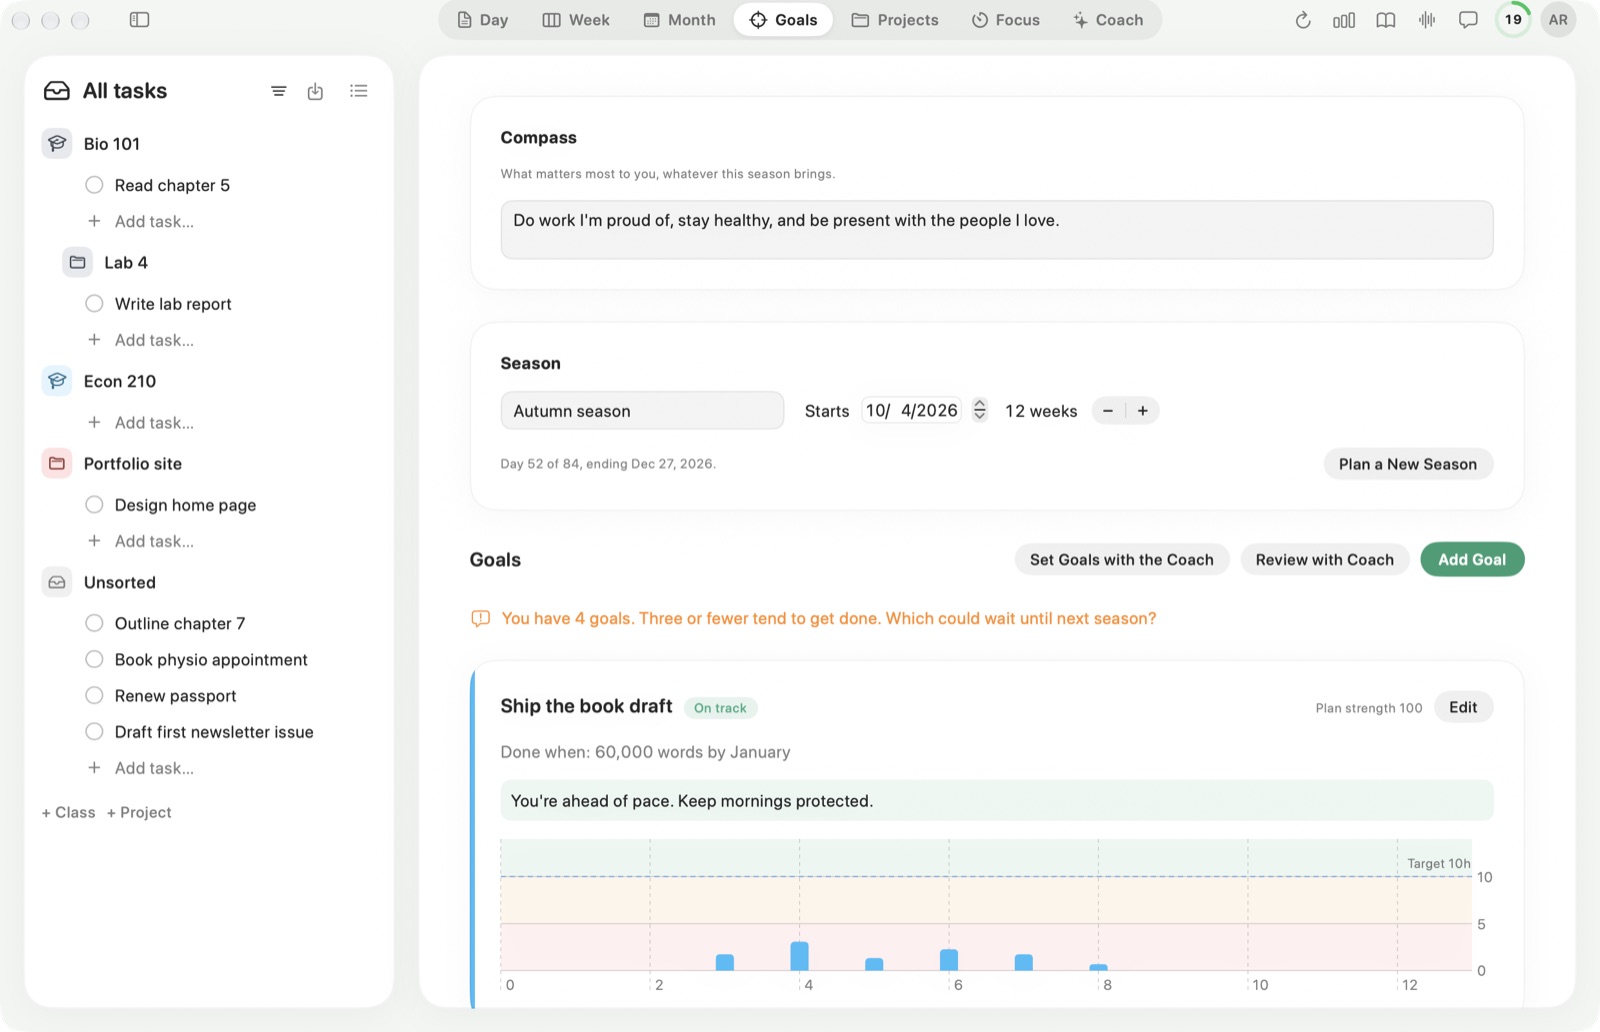 Day Week Month Goals Projects Focus Coach 19 AR
All tasks
Bio 101
Read chapter 5
+ Add task...
Lab 4
Write lab report
+ Add task...
Econ 210
+ Add task...
Portfolio site
Design home page
+ Add task...
Unsorted
Outline chapter 7
Book physio appointment
Renew passport
Draft first newsletter issue
+ Add task...
+ Class + Project
Compass
What matters most to you, whatever this season brings.
Do work I'm proud of, stay healthy, and be present with the people I love.
Season
Autumn season Starts 10/ 4/2026 12 weeks − +
Day 52 of 84, ending Dec 27, 2026. Plan a New Season
Goals Set Goals with the Coach Review with Coach Add Goal
You have 4 goals. Three or fewer tend to get done. Which could wait until next season?
Ship the book draft On track Plan strength 100 Edit
Done when: 60,000 words by January
You're ahead of pace. Keep mornings protected.
Target 10h
10
5
0
0 2 4 6 8 10 12